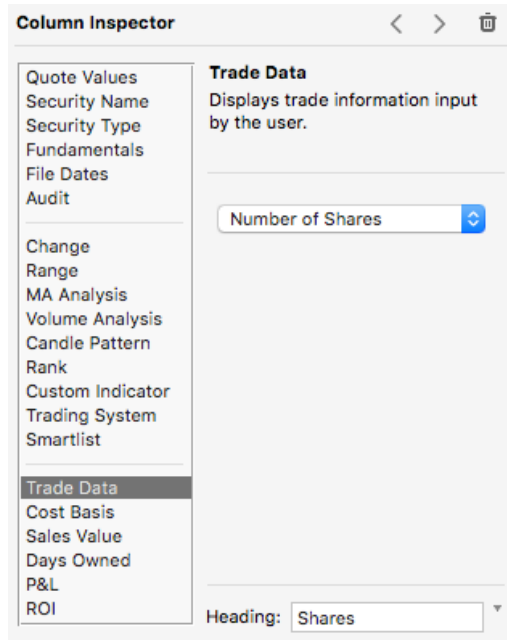 Column Inspector
Quote Values
Security Name
Security Type
Fundamentals
File Dates
Audit
Change
Range
MA Analysis
Volume Analysis
Candle Pattern
Rank
Custom Indicator
Trading System
Smartlist
Trade Data
Cost Basis
Sales Value
Days Owned
P&L
ROI
Trade Data
Displays trade information input
by the user.
Number of Shares
Heading: Shares